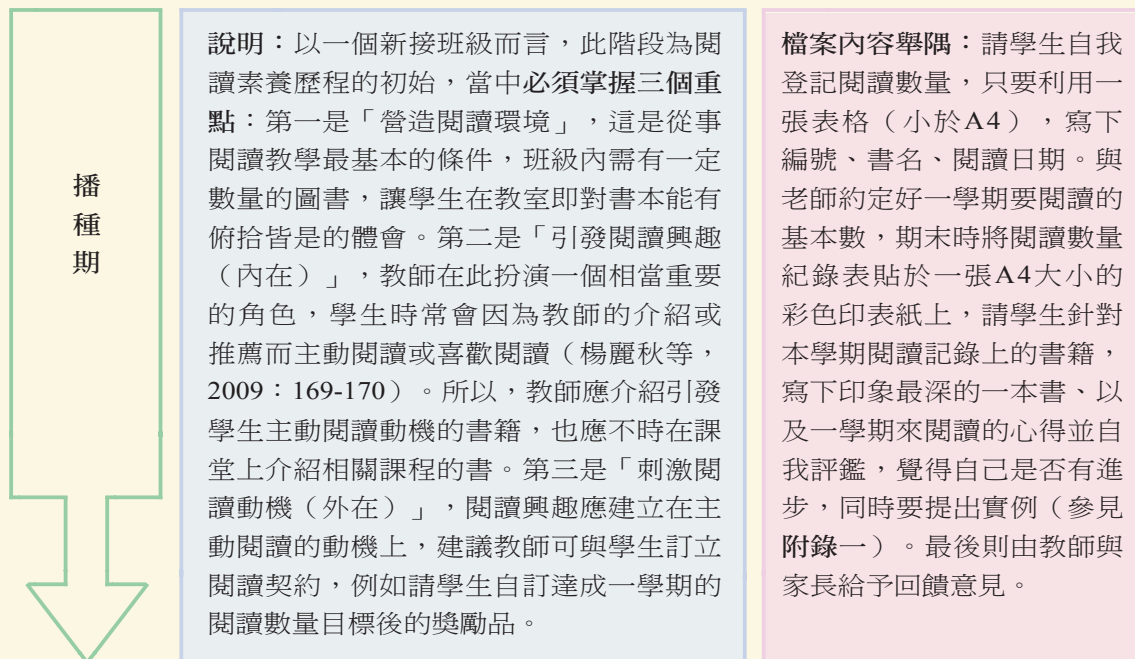 播
種
期
說明：以一個新接班級而言，此階段為閱
讀素養歷程的初始，當中必須掌握三個重
點：第一是「營造閱讀環境」，這是從事
閱讀教學最基本的條件，班級內需有一定
數量的圖書，讓學生在教室即對書本能有
俯拾皆是的體會。第二是「引發閱讀興趣
（內在）」，教師在此扮演一個相當重要
的角色，學生時常會因為教師的介紹或
推薦而主動閱讀或喜歡閱讀（楊麗秋等，
2009：169-170）。所以，教師應介紹引發
學生主動閱讀動機的書籍，也應不時在課
堂上介紹相關課程的書。第三是「刺激閱
讀動機（外在）」，閱讀興趣應建立在主
動閱讀的動機上，建議教師可與學生訂立
閱讀契約，例如請學生自訂達成一學期的
閱讀數量目標後的獎勵品。
檔案內容舉隅：請學生自我
登記閱讀數量，只要利用一
張表格（小於A4），寫下
編號、書名、閱讀日期。與
老師約定好一學期要閱讀的
基本數，期末時將閱讀數量
紀錄表貼於一張A4大小的
彩色印表紙上，請學生針對
本學期閱讀記錄上的書籍，
寫下印象最深的一本書、以
及一學期來閱讀的心得並自
我評鑑，覺得自己是否有進
步，同時要提出實例（參見
附錄一）。最後則由教師與
家長給予回饋意見。